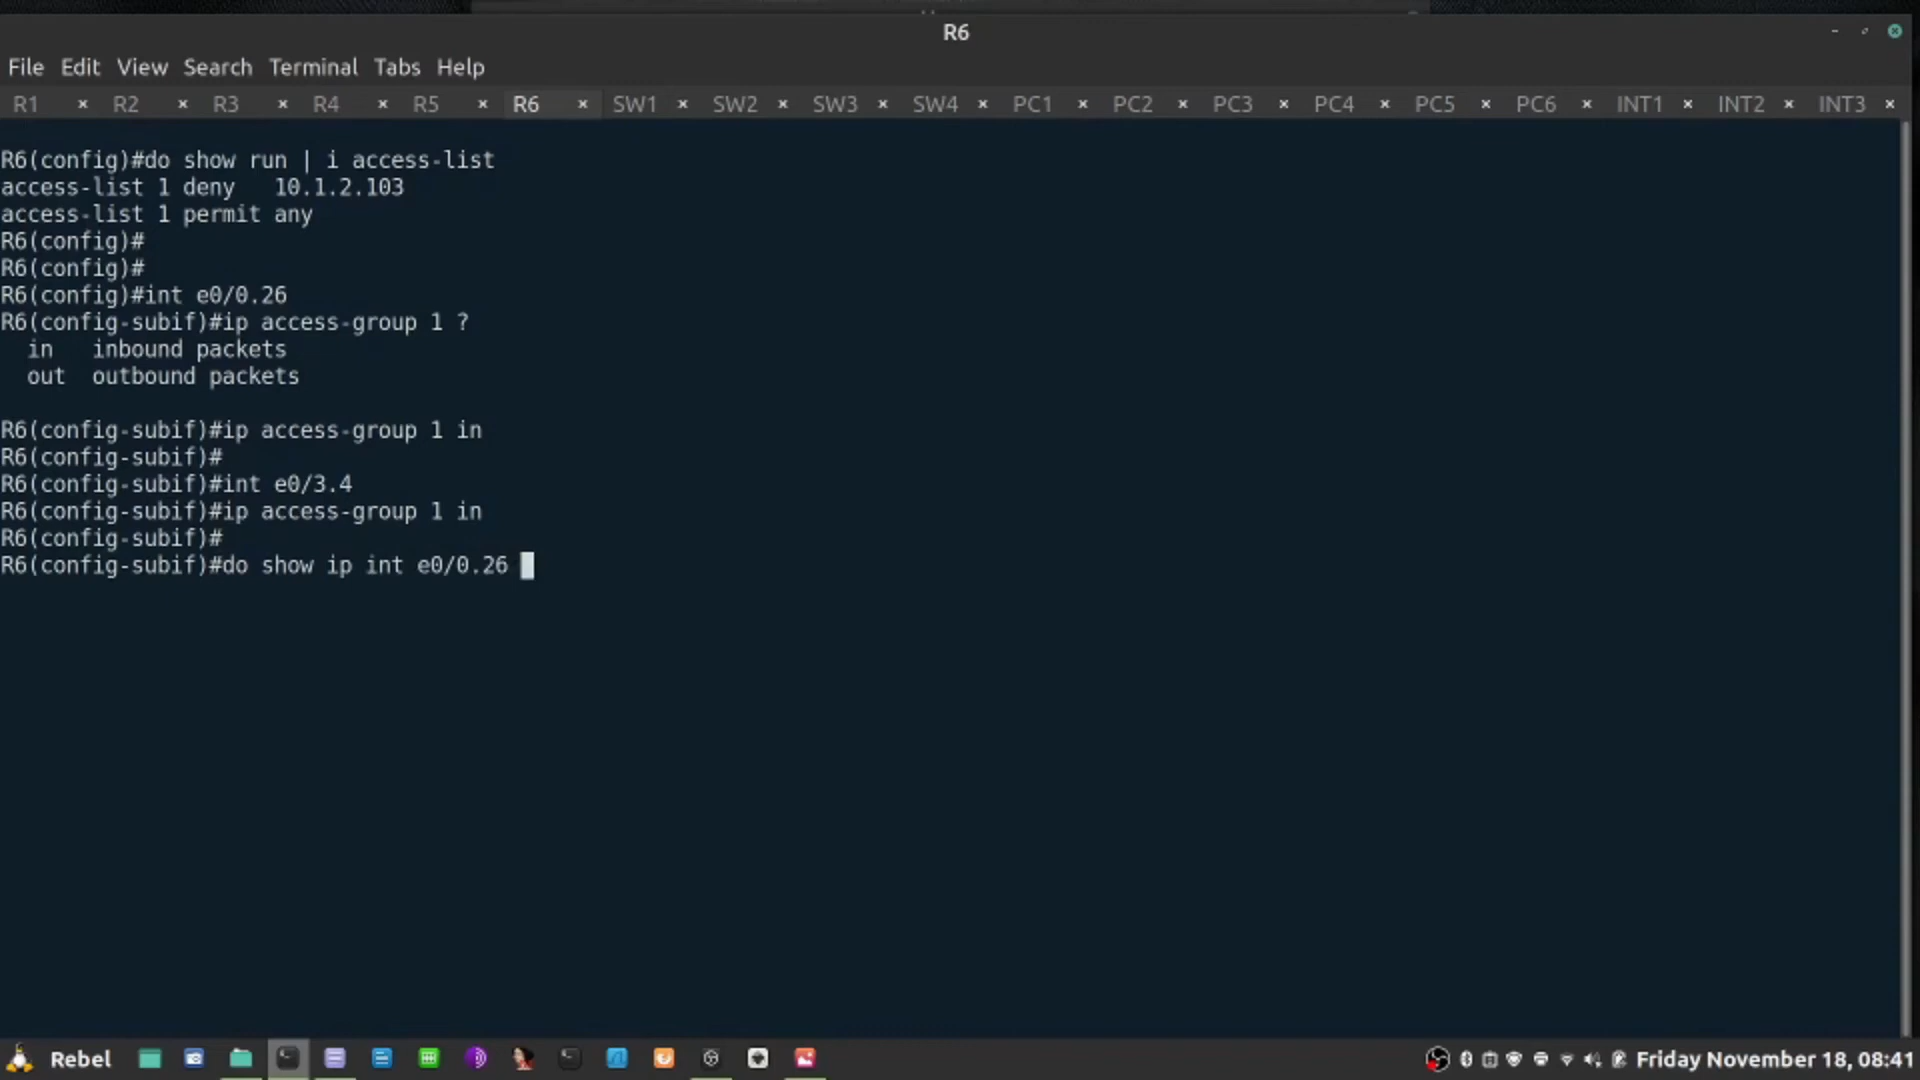 R6
File Edit View Search Terminal Tabs Help
R1 × R2 × R3 × R4 × R5 × R6 × SW1 × SW2 × SW3 × SW4 × PC1 × PC2 × PC3 × PC4 × PC5 × PC6 × INT1 × INT2 × INT3 ×
R6(config)#do show run | i access-list
access-list 1 deny   10.1.2.103
access-list 1 permit any
R6(config)#
R6(config)#
R6(config)#int e0/0.26
R6(config-subif)#ip access-group 1 ?
  in   inbound packets
  out  outbound packets
R6(config-subif)#ip access-group 1 in
R6(config-subif)#
R6(config-subif)#int e0/3.4
R6(config-subif)#ip access-group 1 in
R6(config-subif)#
R6(config-subif)#do show ip int e0/0.26
Rebel Friday November 18, 08:41